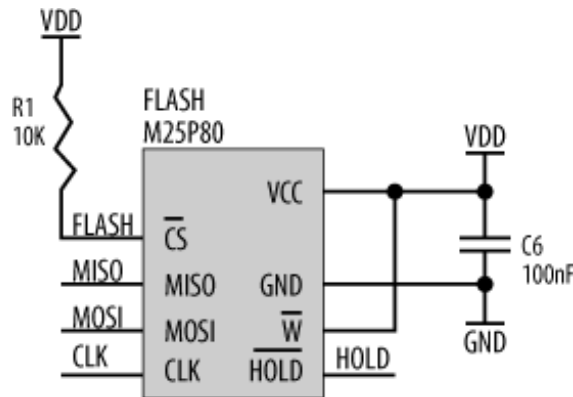 VDD
R1
10K
FLASH
M25P80
VDD
VCC
FLASH
CS
C6
100nF
MISO
MISO
GND
MOSI
MOSI
W
GND
CLK
CLK
HOLD
HOLD